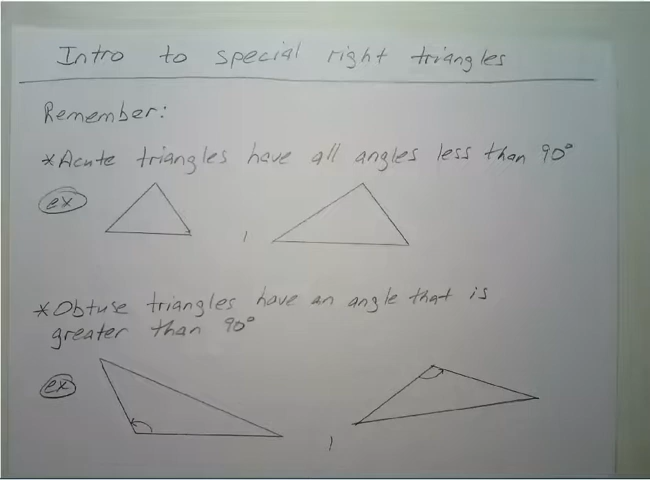 Intro to special right triangles
Remember:
*Acute triangles have all angles less than 90°
ex
,
*Obtuse triangles have an angle that is
greater than 90°
ex
,